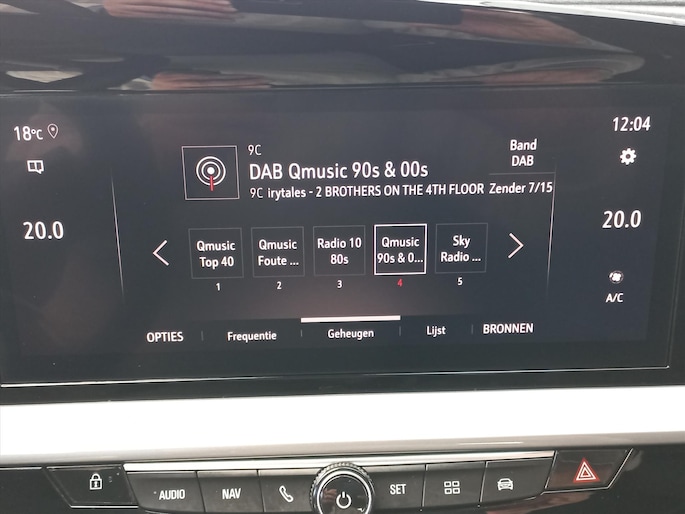 18°C
12:04
9C
DAB Qmusic 90s & 00s
9C irytales - 2 BROTHERS ON THE 4TH FLOOR
Band
DAB
Zender 7/15
20.0
20.0
Qmusic
Top 40
1
Qmusic
Foute ...
2
Radio 10
80s
3
Qmusic
90s & 0...
4
Sky
Radio ...
5
A/C
OPTIES
Frequentie
Geheugen
Lijst
BRONNEN
AUDIO
NAV
SET